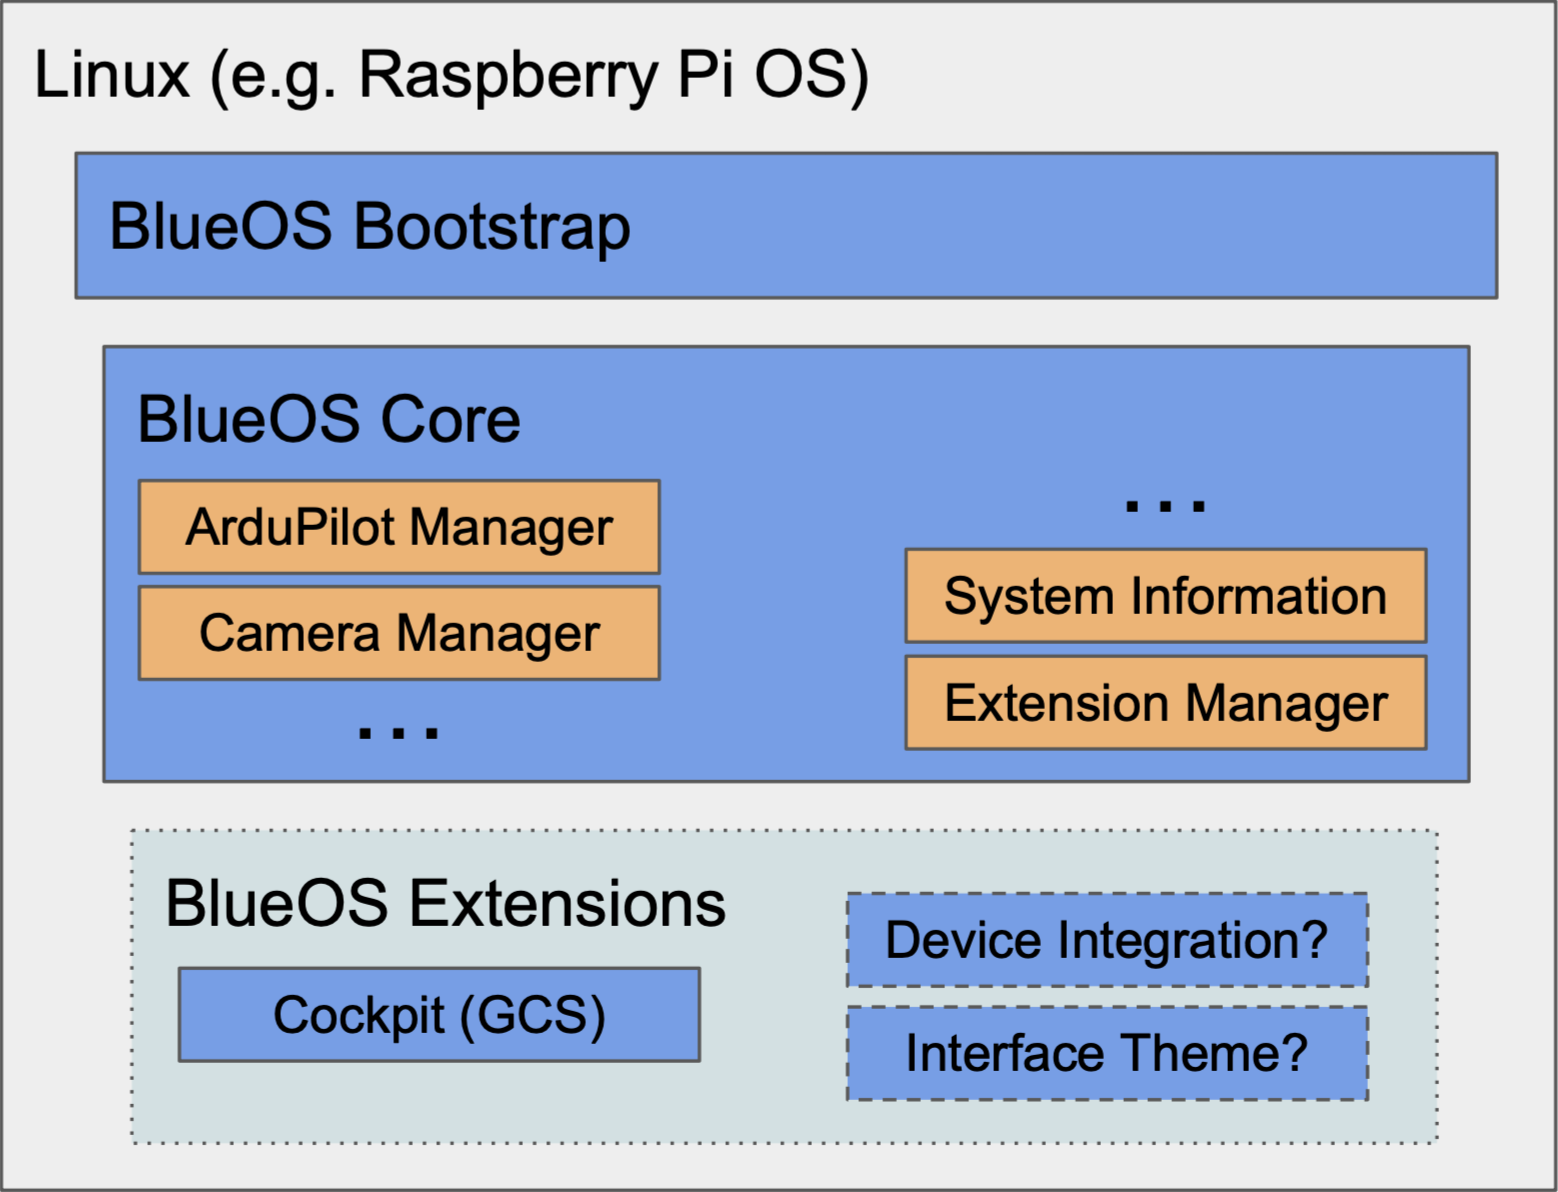 Linux (e.g. Raspberry Pi OS)
BlueOS Bootstrap
BlueOS Core
ArduPilot Manager
Camera Manager
...
...
System Information
Extension Manager
BlueOS Extensions
Cockpit (GCS)
Device Integration?
Interface Theme?